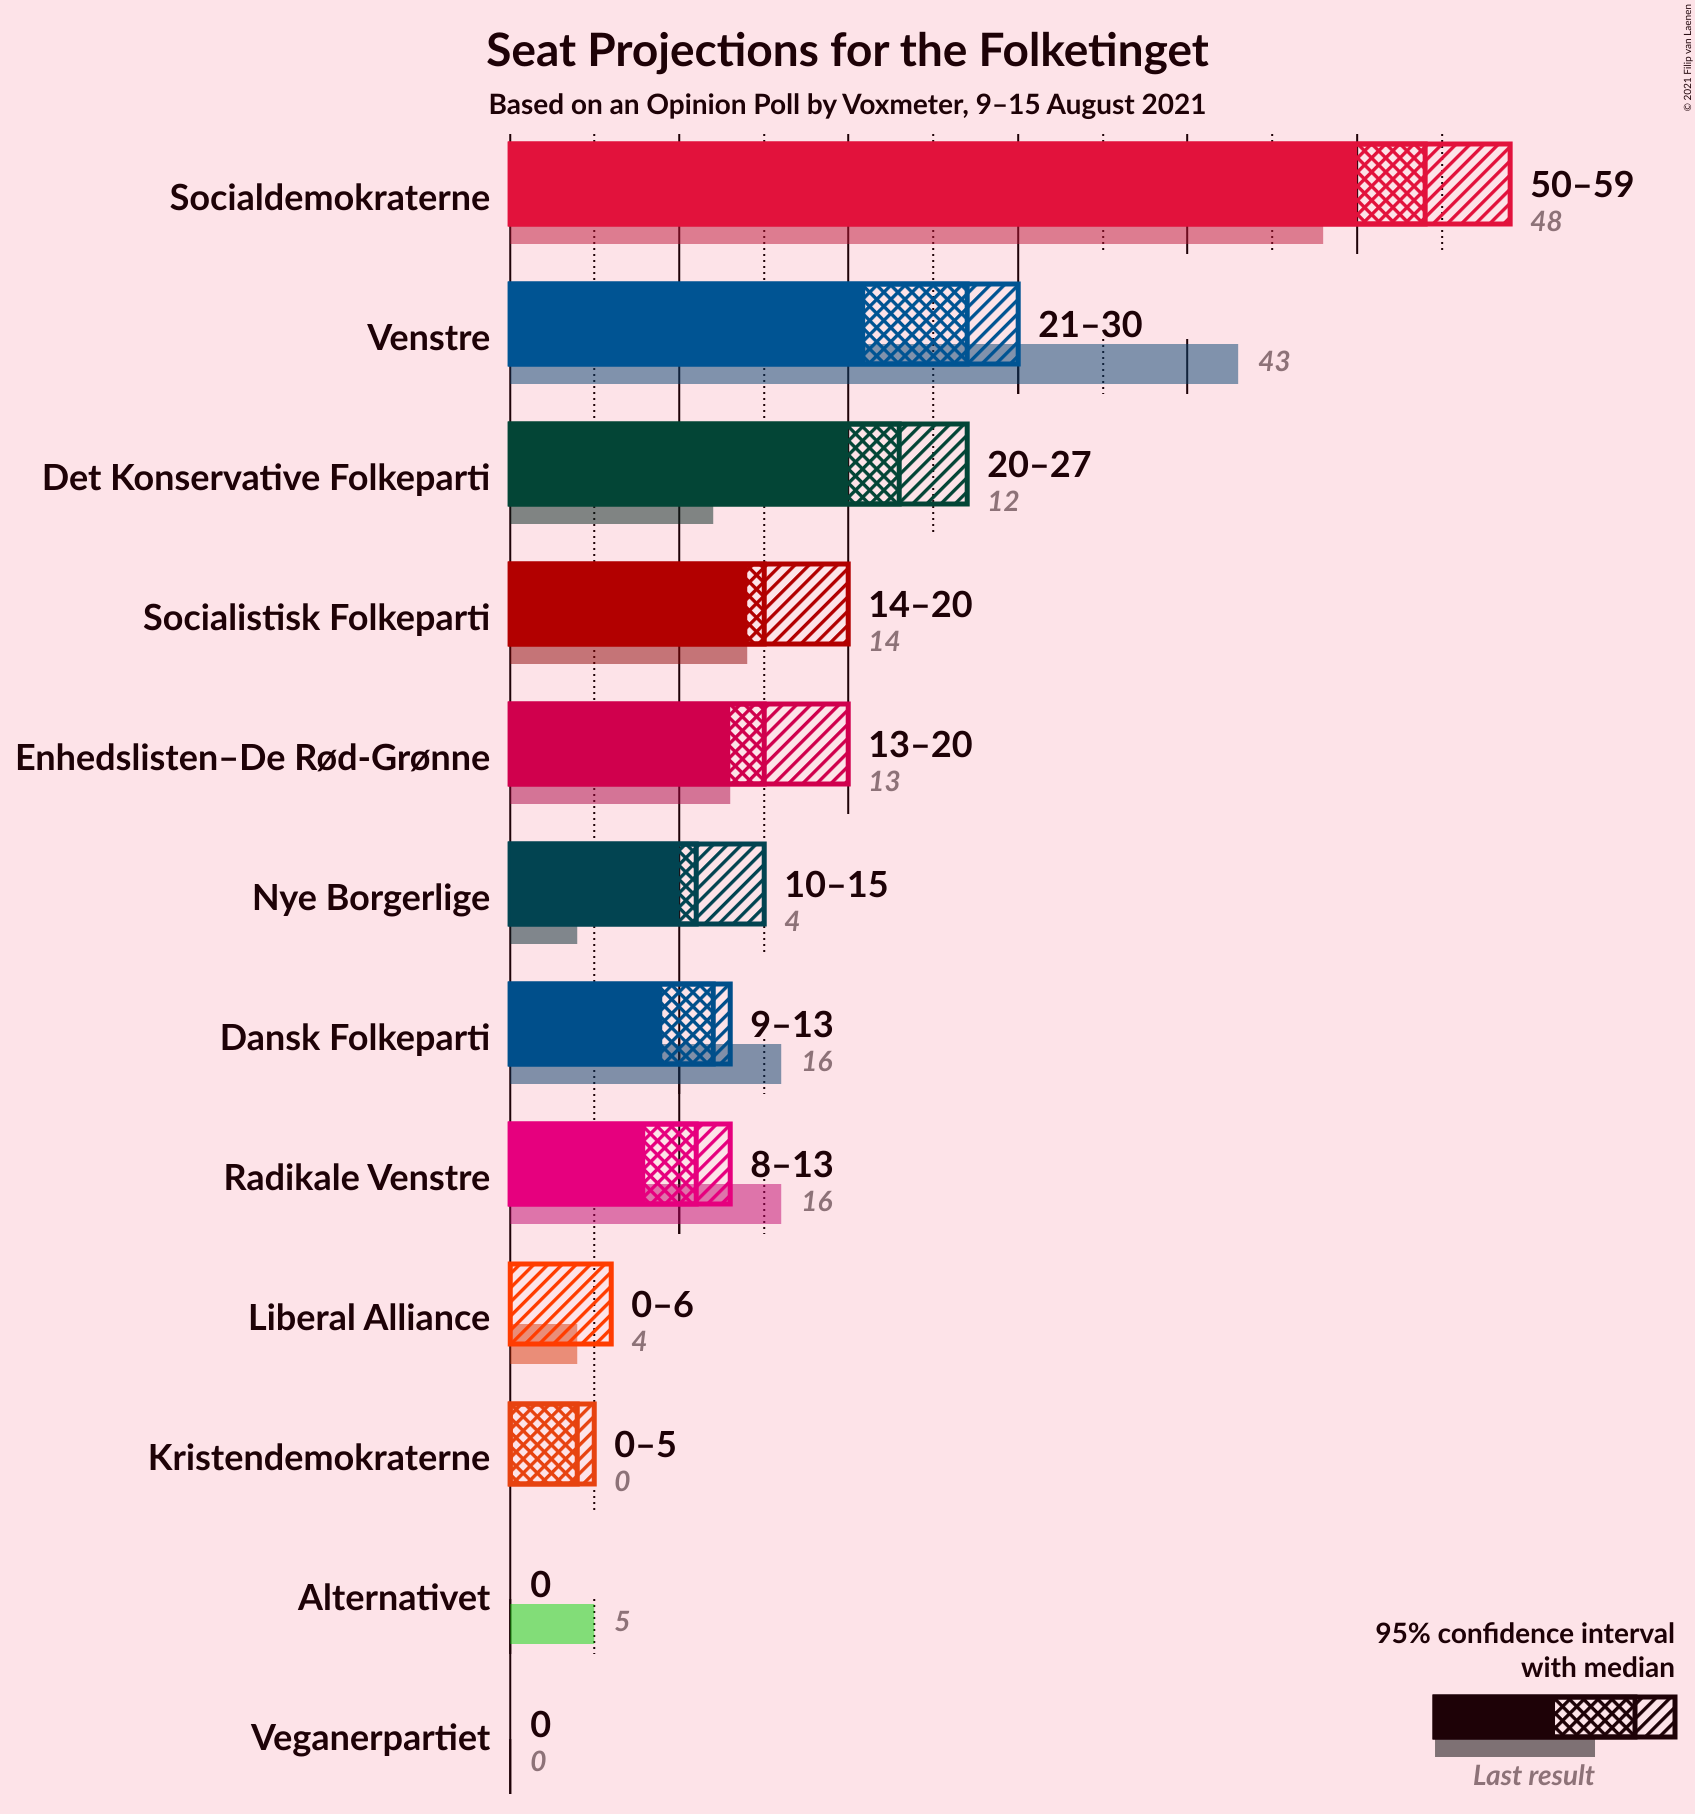 Seat Projections for the Folketinget
Based on an Opinion Poll by Voxmeter, 9–15 August 2021
© 2021 Filip van Laenen
Socialdemokraterne
50–59
48
Venstre
21–30
43
Det Konservative Folkeparti
20–27
12
Socialistisk Folkeparti
14–20
14
Enhedslisten–De Rød-Grønne
13–20
13
Nye Borgerlige
10–15
4
Dansk Folkeparti
9–13
16
Radikale Venstre
8–13
16
Liberal Alliance
0–6
4
Kristendemokraterne
0–5
0
Alternativet
0
5
Veganerpartiet
0
0
95% confidence interval
with median
Last result